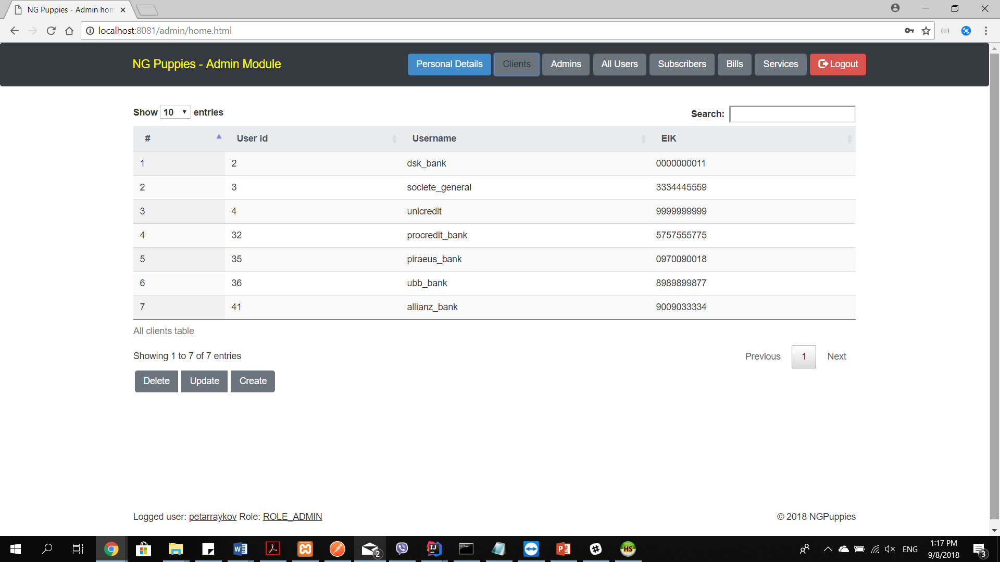 NG Puppies - Admin hom
localhost:8081/admin/home.html
NG Puppies - Admin Module
Personal Details
Clients
Admins
All Users
Subscribers
Bills
Services
Logout
Show 10 entries
Search:
# User id Username EIK
1 2 dsk_bank 0000000011
2 3 societe_general 3334445559
3 4 unicredit 9999999999
4 32 procredit_bank 5757555775
5 35 piraeus_bank 0970090018
6 36 ubb_bank 8989899877
7 41 allianz_bank 9009033334
All clients table
Showing 1 to 7 of 7 entries
Previous 1 Next
Delete Update Create
Logged user: petarraykov Role: ROLE_ADMIN
© 2018 NGPuppies
2
HS
ENG
1:17 PM
9/8/2018
3